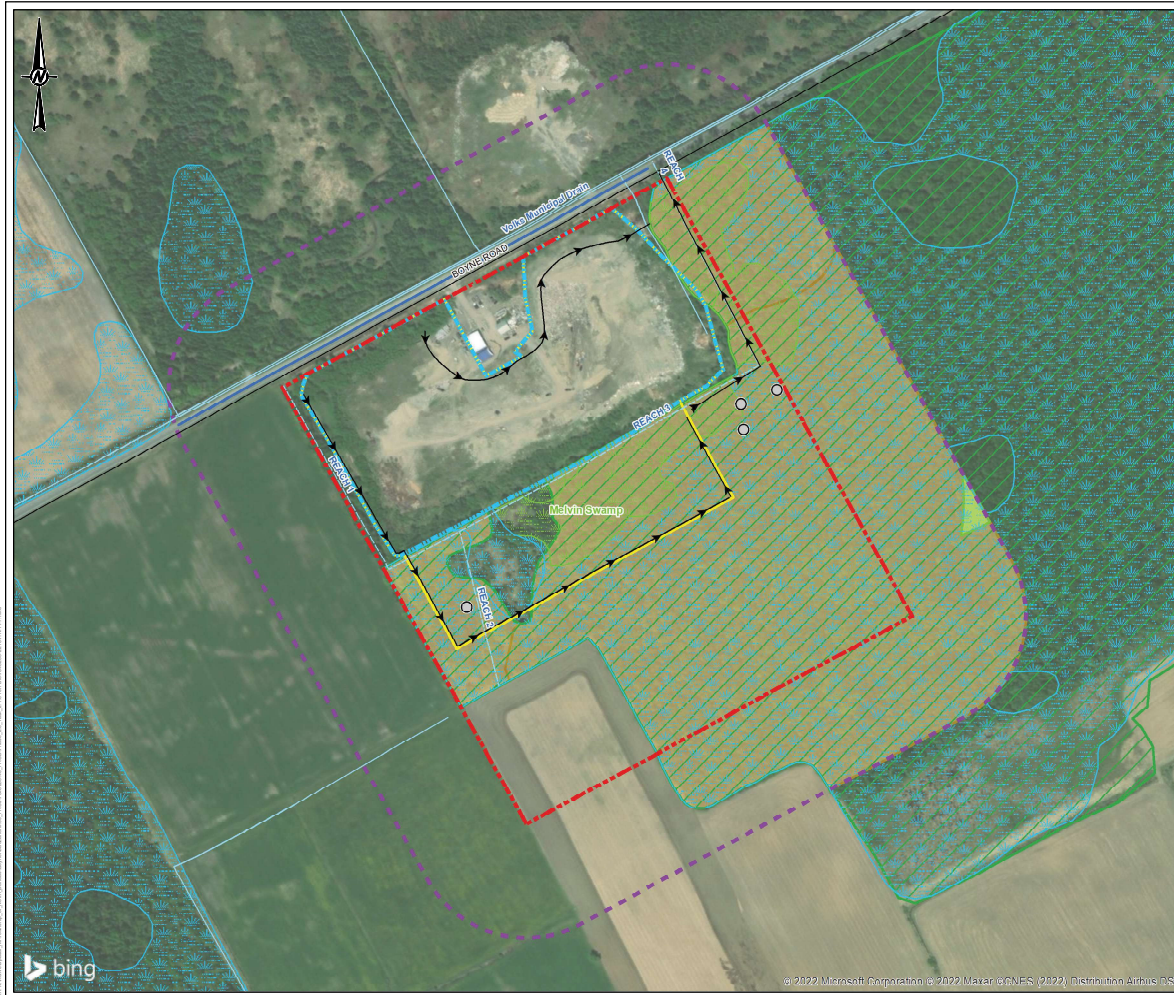 N
REACH 4
Volks Municipal Drain
BOYNE ROAD
REACH 3
REACH 1
Melvin Swamp
REACH 2
bing
© 2022 Microsoft Corporation © 2022 Maxar ©CNES (2022) Distribution Airbus DS